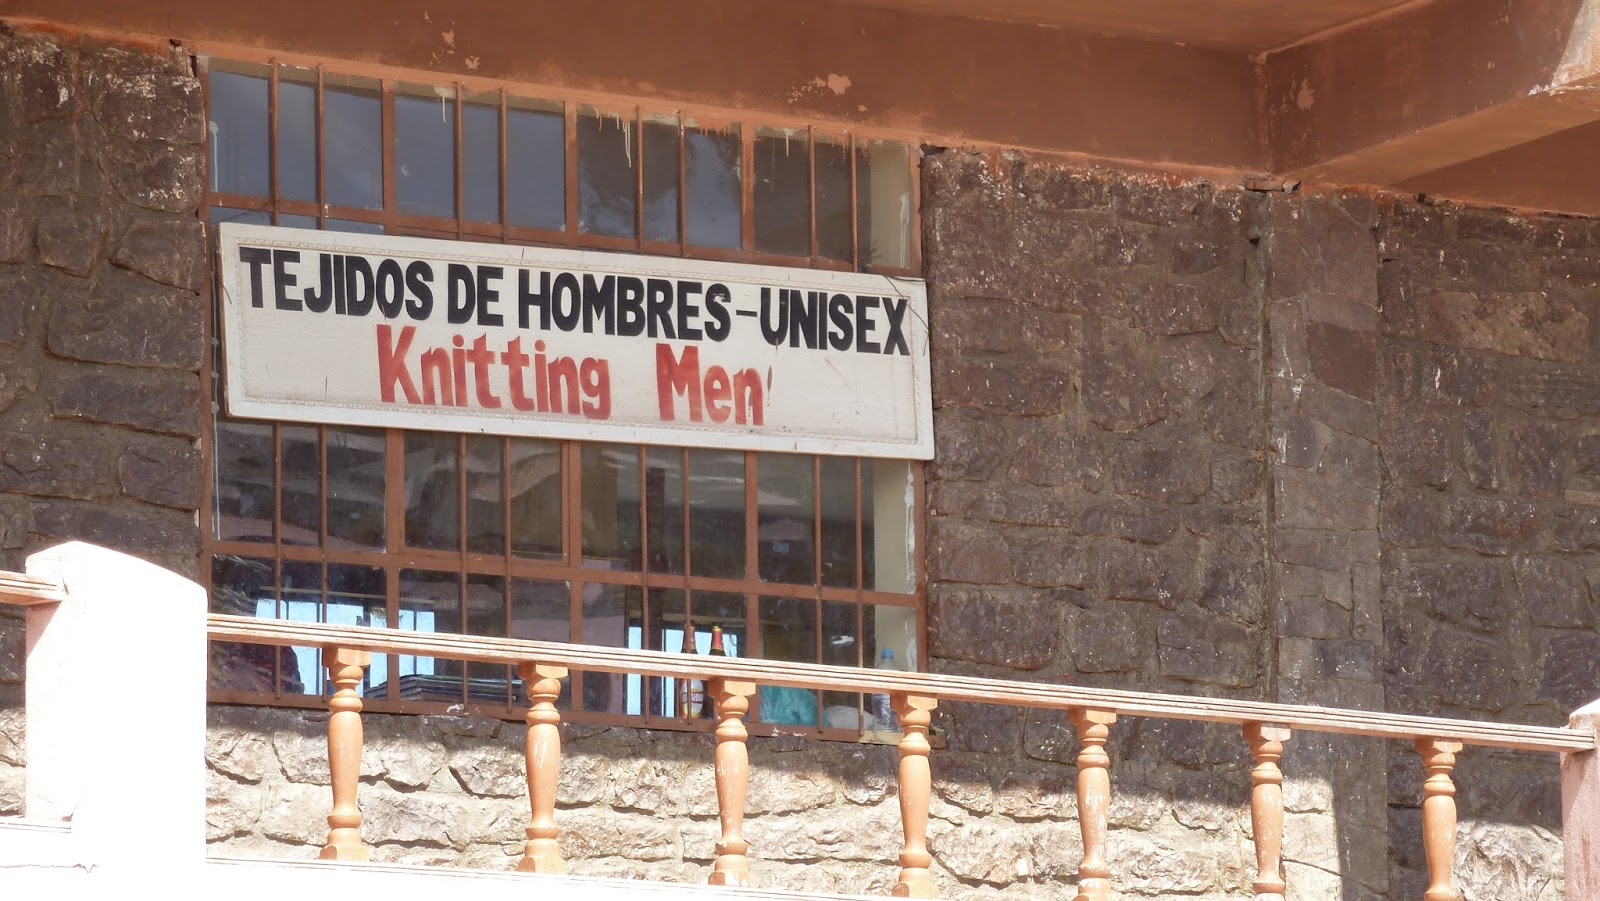 TEJIDOS DE HOMBRES-UNISEX
Knitting Men'